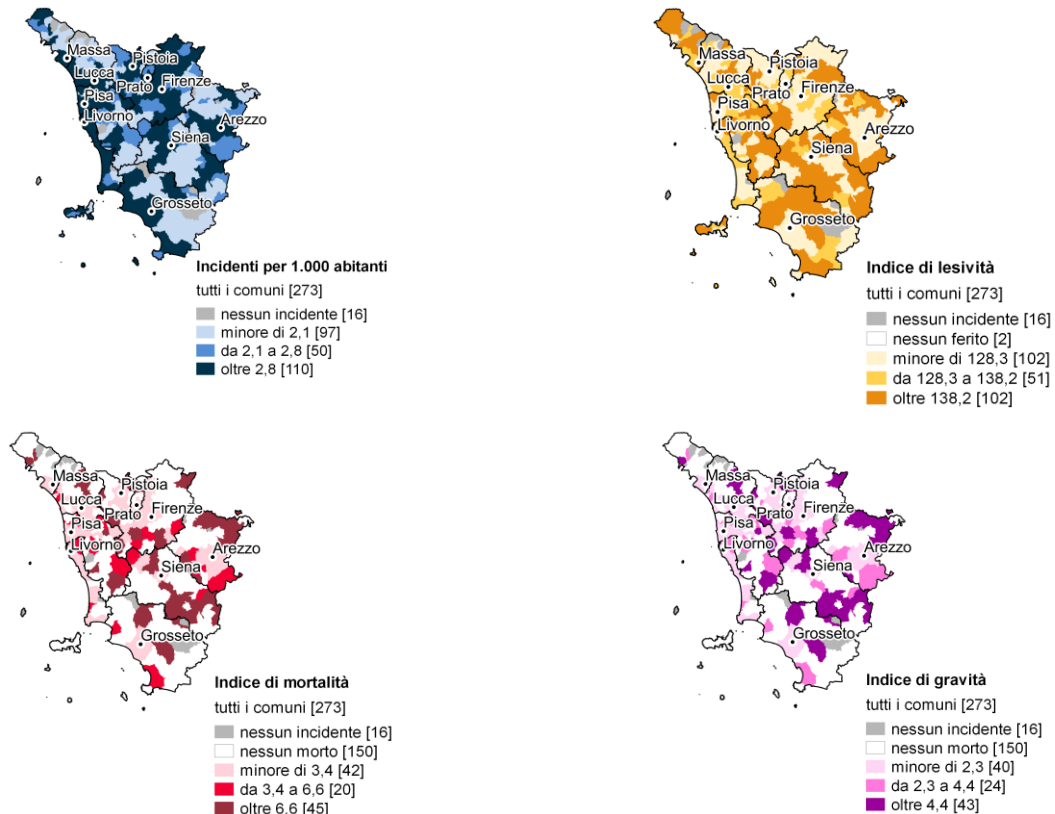 Massa
Pistoia
Lucca
Prato
Firenze
Pisa
Livorno
Arezzo
Siena
Grosseto
Incidenti per 1.000 abitanti
tutti i comuni [273]
nessun incidente [16]
minore di 2,1 [97]
da 2,1 a 2,8 [50]
oltre 2,8 [110]
Massa
Pistoia
Lucca
Prato
Firenze
Pisa
Livorno
Arezzo
Siena
Grosseto
Indice di lesività
tutti i comuni [273]
nessun incidente [16]
nessun ferito [2]
minore di 128,3 [102]
da 128,3 a 138,2 [51]
oltre 138,2 [102]
Massa
Pistoia
Lucca
Prato
Firenze
Pisa
Livorno
Arezzo
Siena
Grosseto
Indice di mortalità
tutti i comuni [273]
nessun incidente [16]
nessun morto [150]
minore di 3,4 [42]
da 3,4 a 6,6 [20]
oltre 6,6 [45]
Massa
Pistoia
Lucca
Prato
Firenze
Pisa
Livorno
Arezzo
Siena
Grosseto
Indice di gravità
tutti i comuni [273]
nessun incidente [16]
nessun morto [150]
minore di 2,3 [40]
da 2,3 a 4,4 [24]
oltre 4,4 [43]